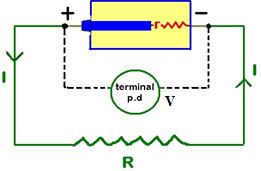 + r −
I I
terminal
p.d
V
R